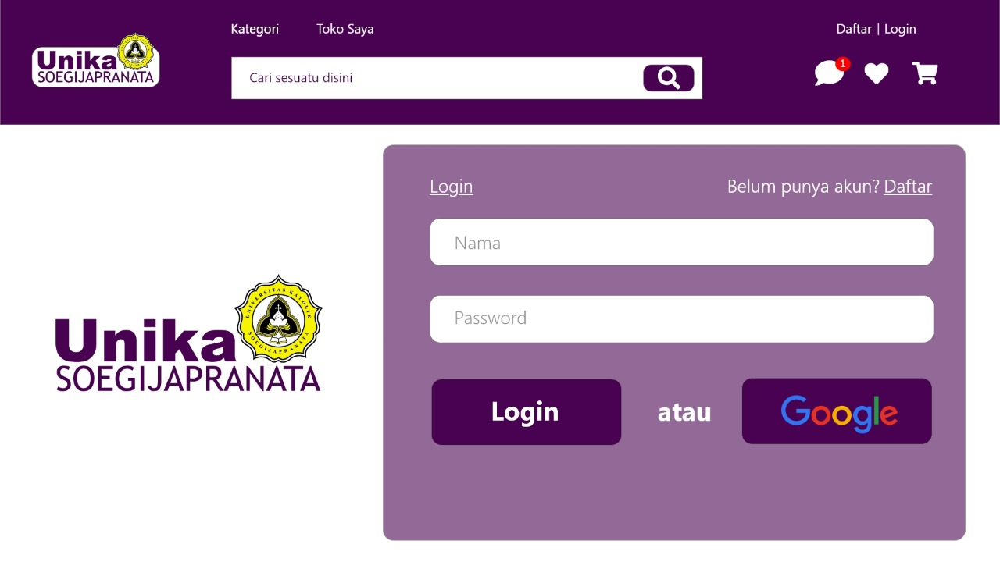 Kategori
Toko Saya
Daftar | Login
Unika
SOEGIJAPRANATA
Cari sesuatu disini
1
Login
Belum punya akun? Daftar
Nama
Password
Unika
UNIVERSITAS KATOLIK
SOEGIJAPRANATA
SOEGIJAPRANATA
Login
atau
Google